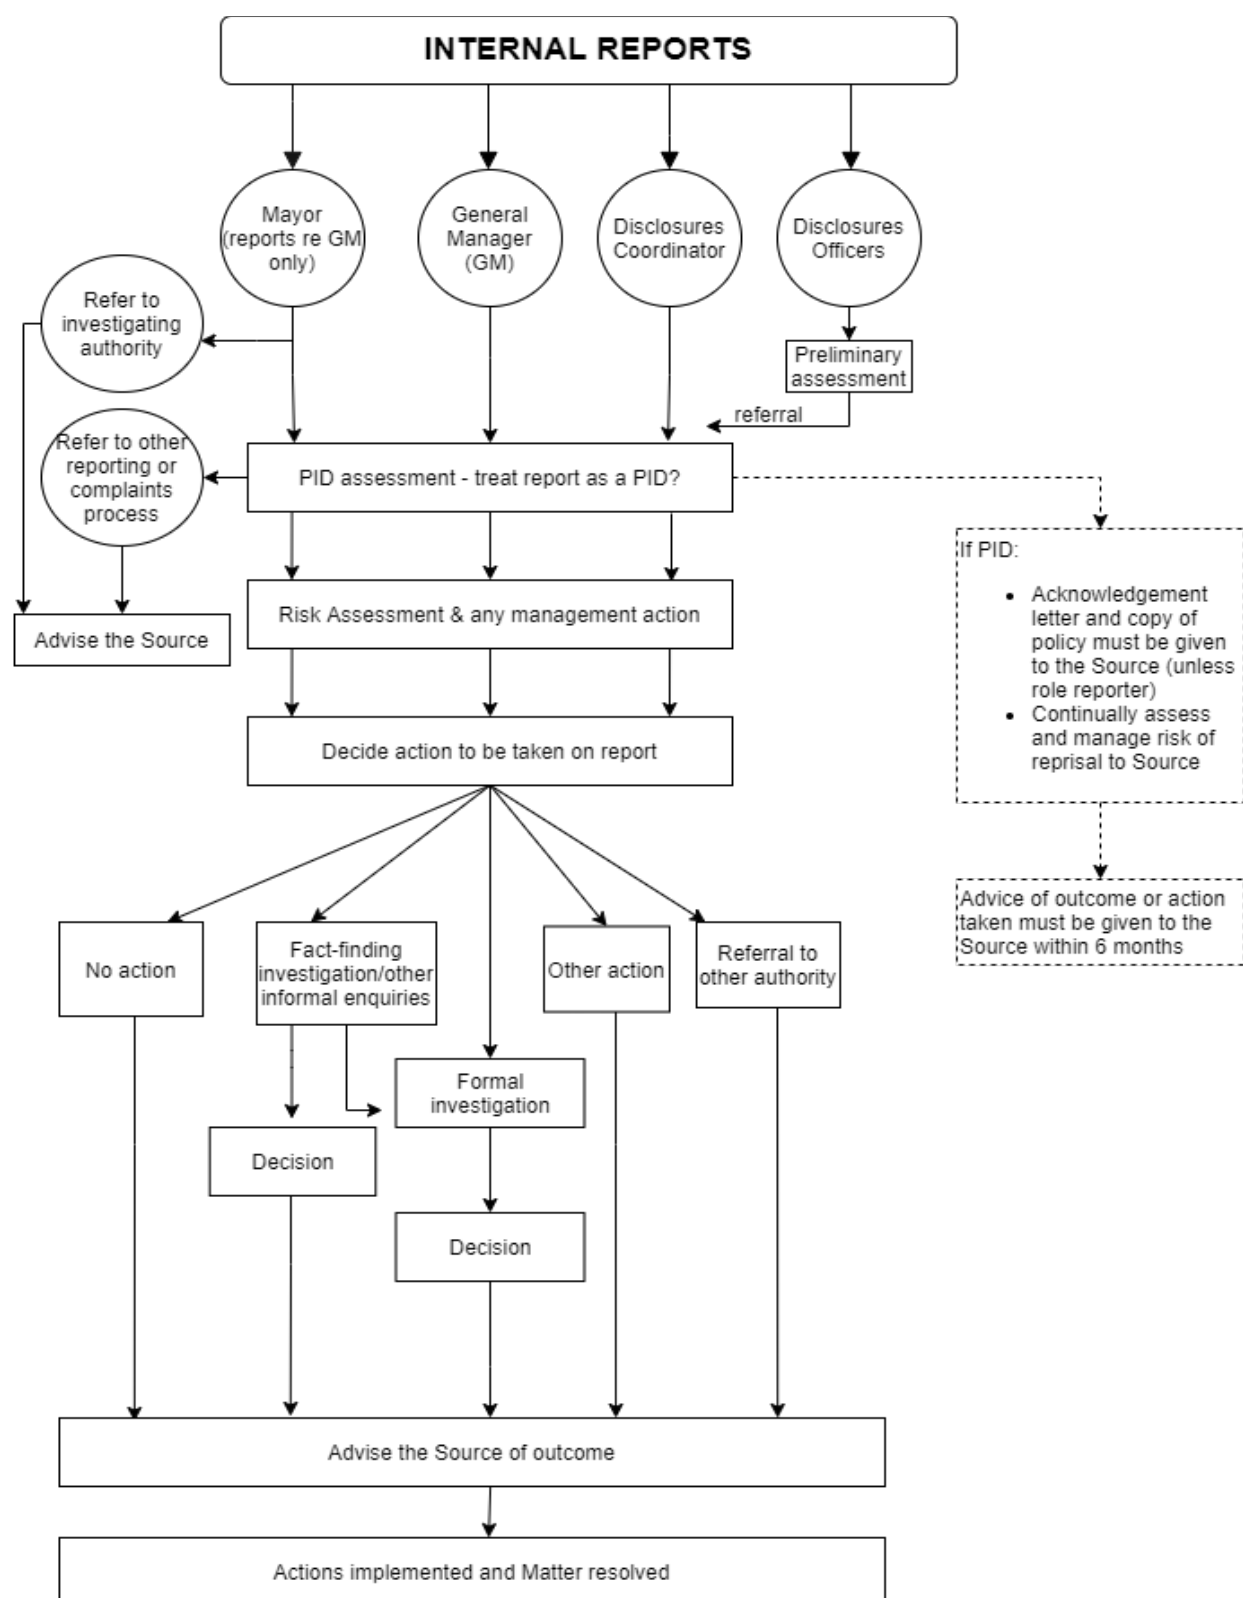 INTERNAL REPORTS
Mayor
(reports re GM
only)
General
Manager
(GM)
Disclosures
Coordinator
Disclosures
Officers
Refer to
investigating
authority
Preliminary
assessment
referral
Refer to other
reporting or
complaints
process
PID assessment - treat report as a PID?
If PID:
• Acknowledgement
letter and copy of
policy must be given
to the Source (unless
role reporter)
• Continually assess
and manage risk of
reprisal to Source
Risk Assessment & any management action
Advise the Source
Decide action to be taken on report
Advice of outcome or action
taken must be given to the
Source within 6 months
No action
Fact-finding
investigation/other
informal enquiries
Other action
Referral to
other authority
Formal
investigation
Decision
Decision
Advise the Source of outcome
Actions implemented and Matter resolved